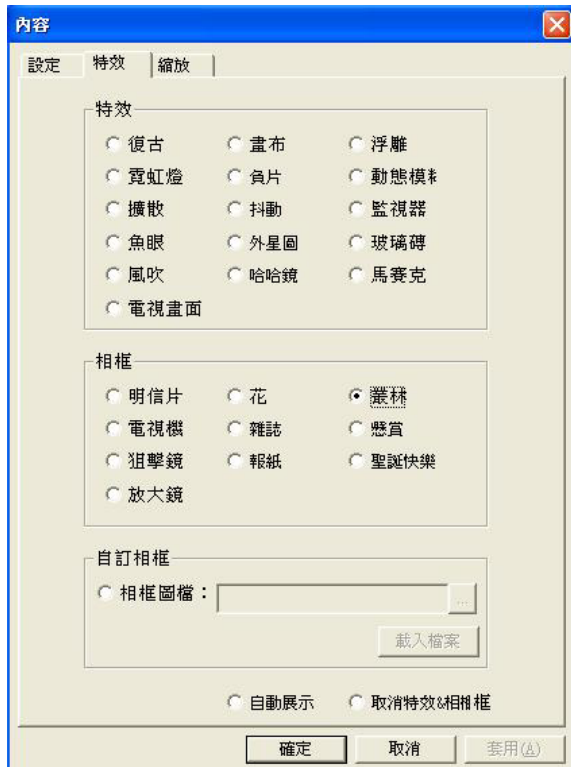 內容
設定 特效 縮放
特效
復古 畫布 浮雕
霓虹燈 負片 動態模糊
擴散 抖動 監視器
魚眼 外星圖 玻璃磚
風吹 哈哈鏡 馬賽克
電視畫面
相框
明信片 花 叢林
電視機 雜誌 懸賞
狙擊鏡 報紙 聖誕快樂
放大鏡
自訂相框
相框圖檔：
...
載入檔案
自動展示 取消特效&相框
確定 取消 套用(A)